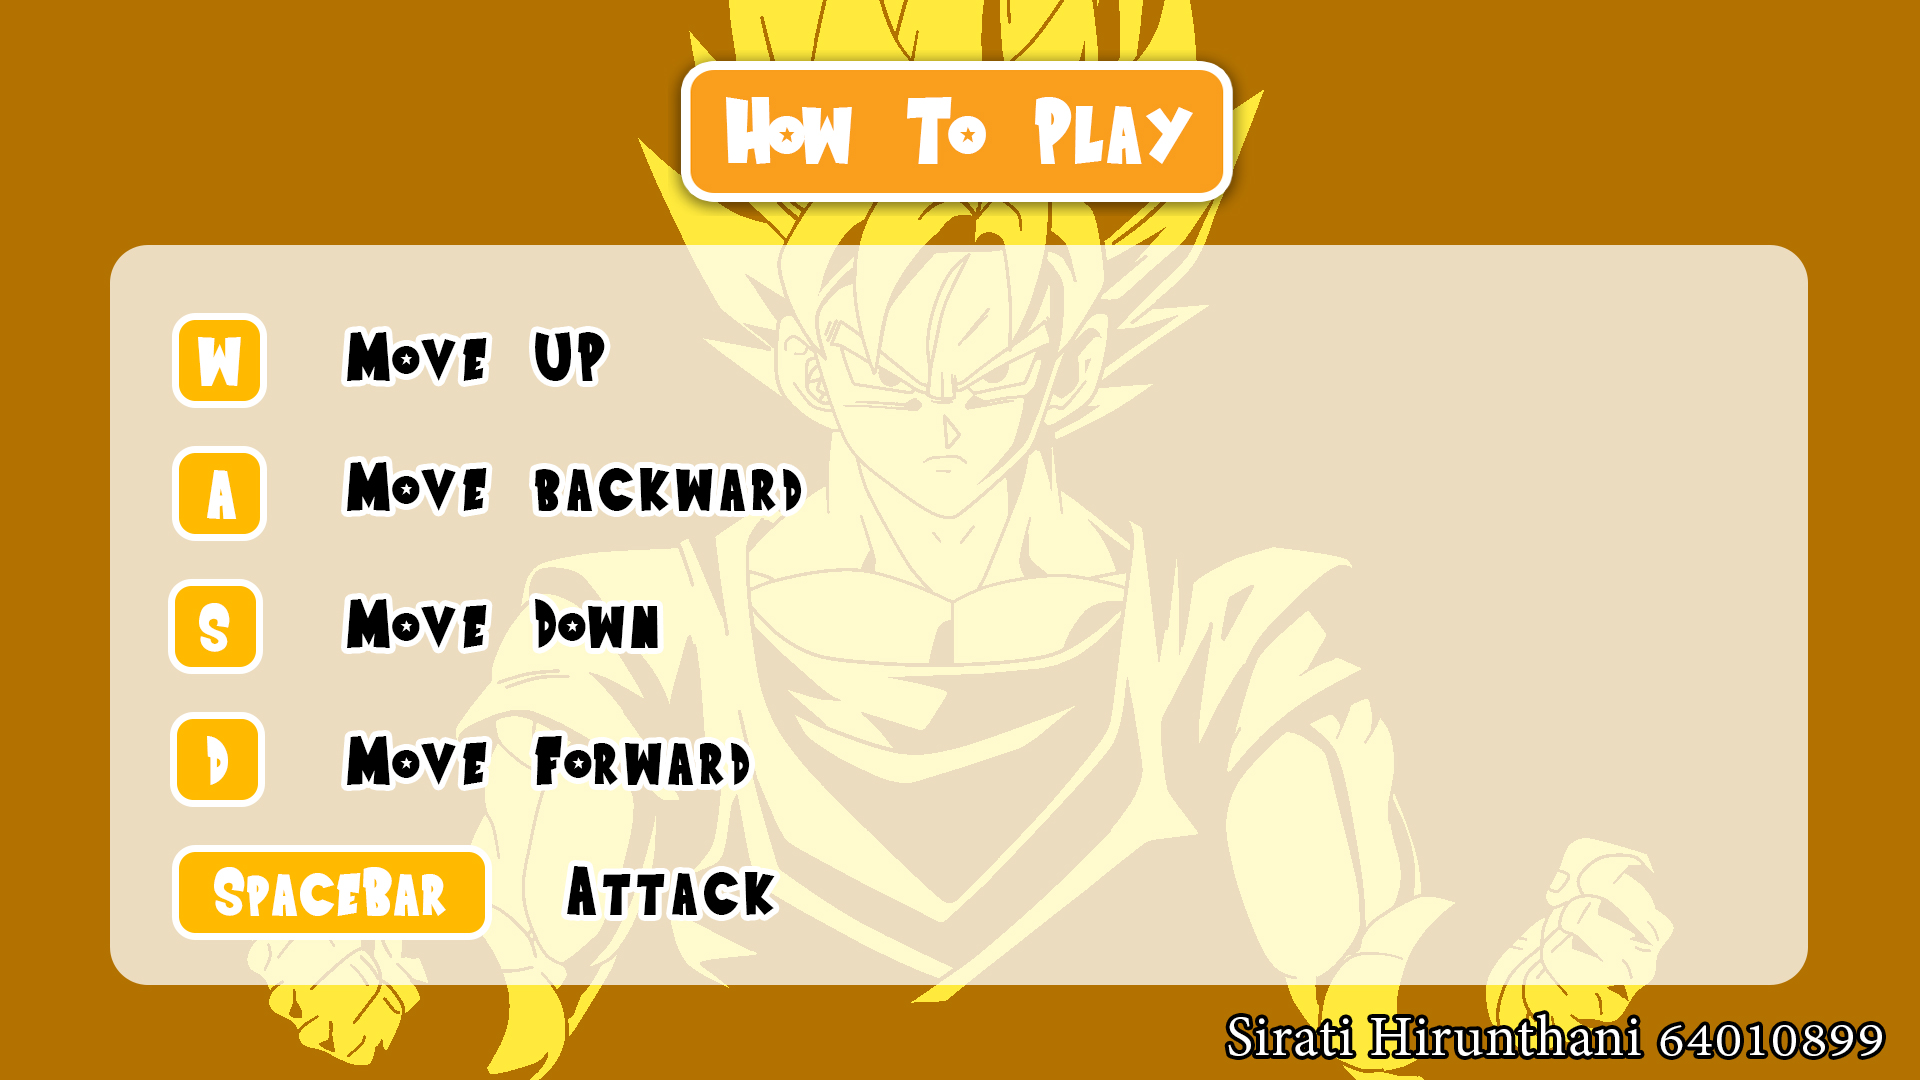 How To Play
W Move UP
A Move backward
S Move Down
D Move Forward
SpaceBar Attack
Sirati Hirunthani 64010899